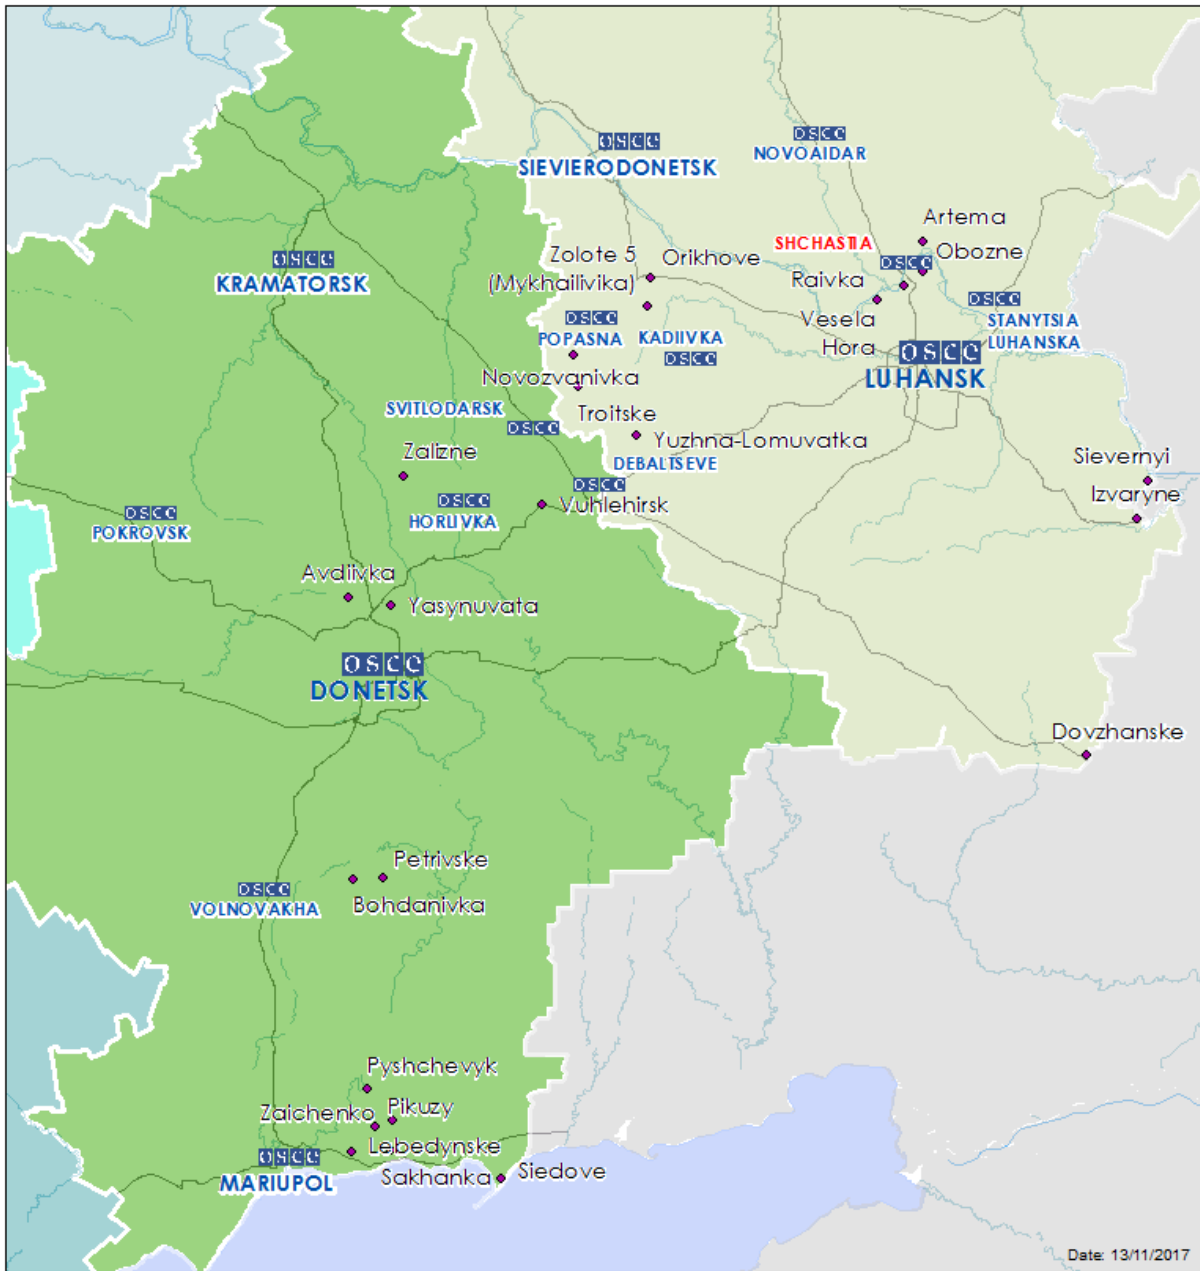 OSCE
NOVOAIDAR
OSCE
SIEVIERODONETSK
Artema
SHCHASTIA
Obozne
OSCE
Zolote 5
(Mykhailivika)
Orikhove
OSCE
KRAMATORSK
Raivka
OSCE
STANYTSIA
LUHANSKA
Vesela
Hora
OSCE
POPASNA
KADIIVKA
OSCE
OSCE
LUHANSK
Novozvanivka
SVITLODARSK
OSCE
Troitske
Yuzhna-Lomuvatka
Zalizne
DEBALTSEVE
OSCE
Sievernyi
Izvaryne
OSCE
HORLIVKA
Vuhlehirsk
OSCE
POKROVSK
Avdiivka
Yasynuvata
OSCE
DONETSK
Dovzhanske
Petrivske
OSCE
VOLNOVAKHA
Bohdanivka
Pyshchevyk
Zaichenko
Pikuzy
Lebedynske
OSCE
MARIUPOL
Sakhanka
Siedove
Date: 13/11/2017